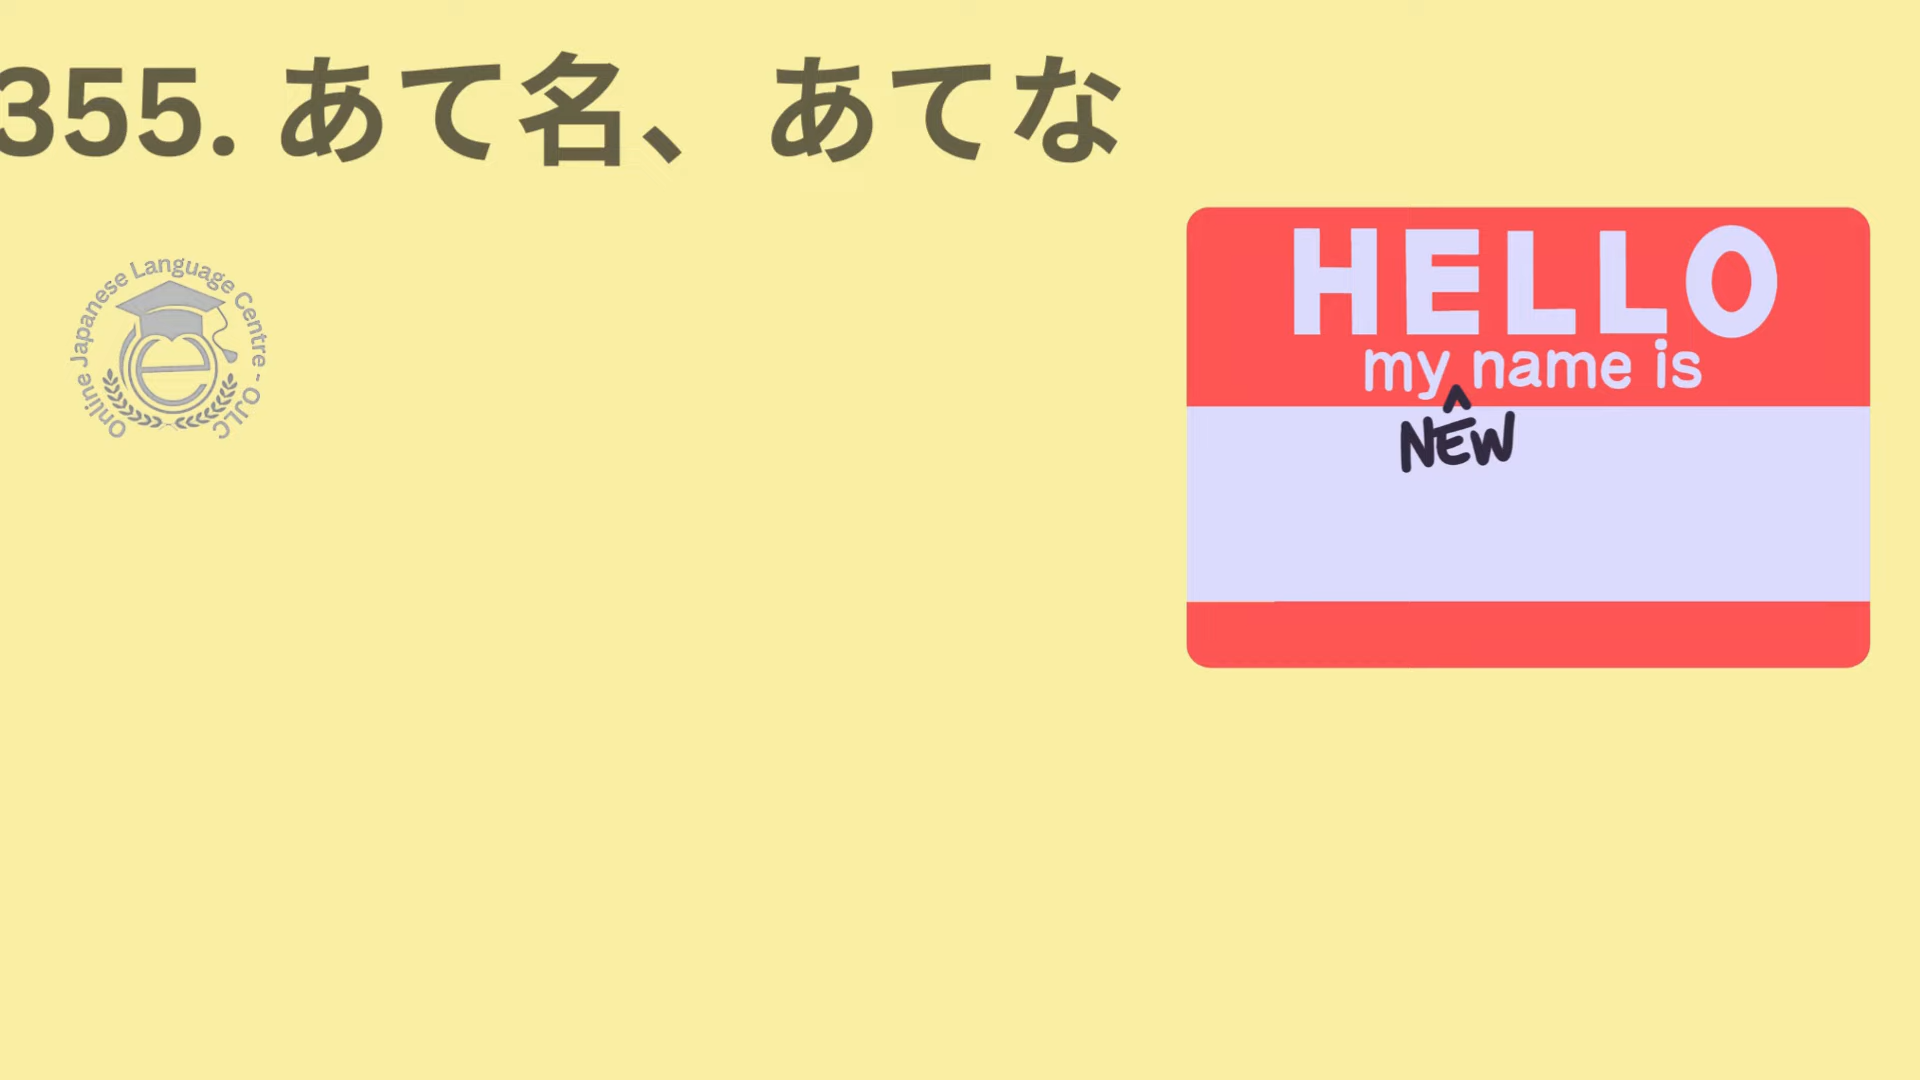 355. あて名、 あてな
Online Japanese Language Centre - OJLC
e
HELLO
my name is
^
NEW